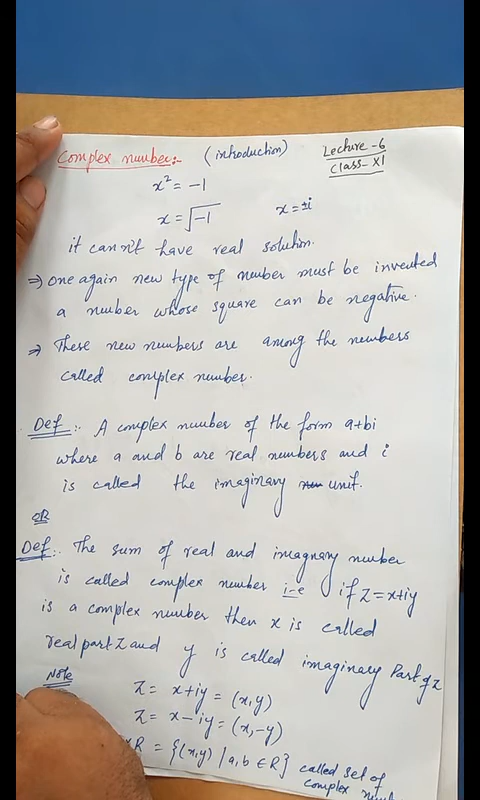 Complex number:- (introduction) Lecture-6
Class-XI
x² = -1
x = √-1 x = ±i
it can't have real solution.
⇒ One again new type of number must be invented
a number whose square can be negative.
⇒ These new numbers are among the numbers
called complex number.
Def :. A complex number of the form a+bi
where a and b are real numbers and i
is called the imaginary unit.
OR
Def:. The sum of real and imagnary number
is called complex number i-e if Z = x+iy
is a complex number then x is called
real part Z and y is called imaginary Part of z
Note
Z = x+iy = (x,y)
Z = x-iy = (x,-y)
R = {(x,y) / a,b ∈ R} called set of
complex